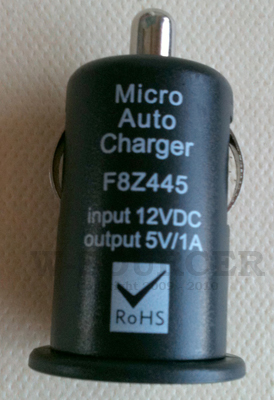 Micro
Auto
Charger
F8Z445
input 12VDC
output 5V/1A
RoHS